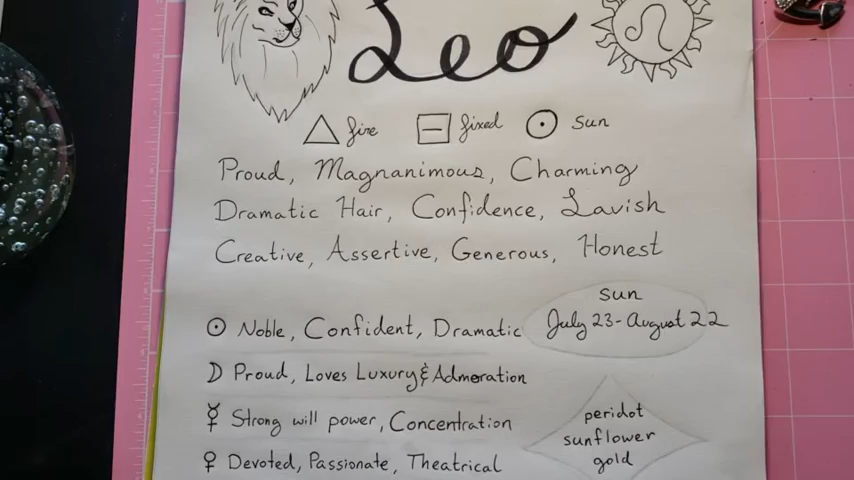 Leo
fire fixed sun
Proud, Magnanimous, Charming
Dramatic Hair, Confidence, Lavish
Creative, Assertive, Generous, Honest
sun
July 23-August 22
☉ Noble, Confident, Dramatic
☽ Proud, Loves Luxury & Admoration
☿ Strong will power, Concentration
♀ Devoted, Passionate, Theatrical
peridot
sunflower
gold